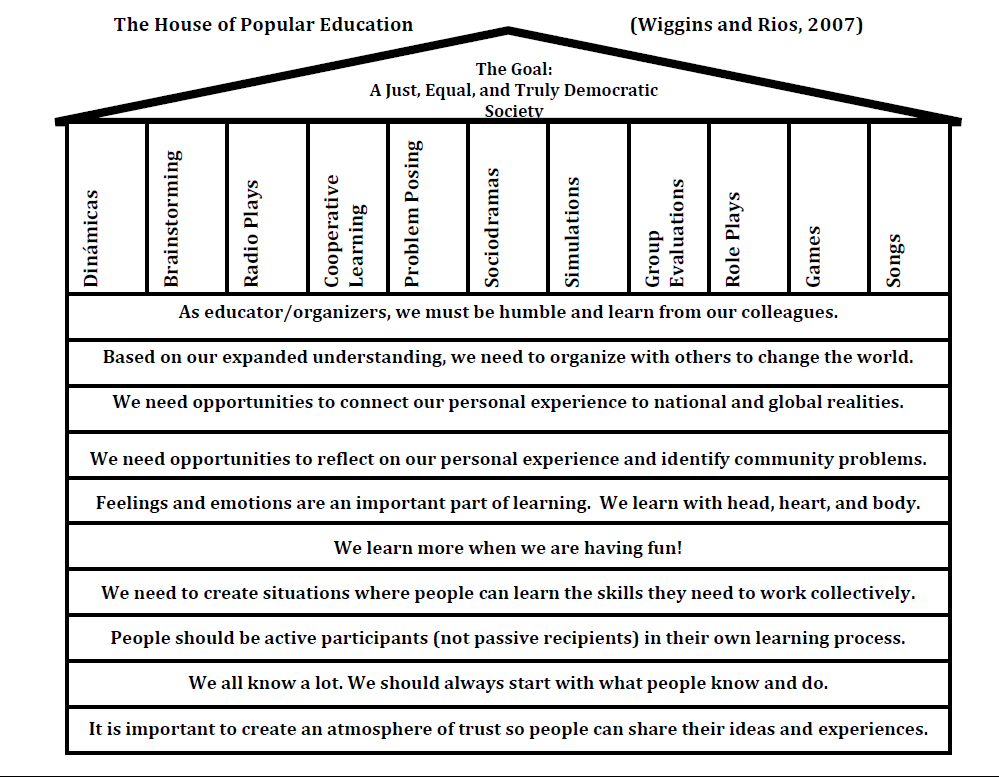 The House of Popular Education (Wiggins and Rios, 2007)
The Goal:
A Just, Equal, and Truly Democratic
Society
Dinámicas
Brainstorming
Radio Plays
Cooperative
Learning
Problem Posing
Sociodramas
Simulations
Group
Evaluations
Role Plays
Games
Songs
As educator/organizers, we must be humble and learn from our colleagues.
Based on our expanded understanding, we need to organize with others to change the world.
We need opportunities to connect our personal experience to national and global realities.
We need opportunities to reflect on our personal experience and identify community problems.
Feelings and emotions are an important part of learning.  We learn with head, heart, and body.
We learn more when we are having fun!
We need to create situations where people can learn the skills they need to work collectively.
People should be active participants (not passive recipients) in their own learning process.
We all know a lot. We should always start with what people know and do.
It is important to create an atmosphere of trust so people can share their ideas and experiences.